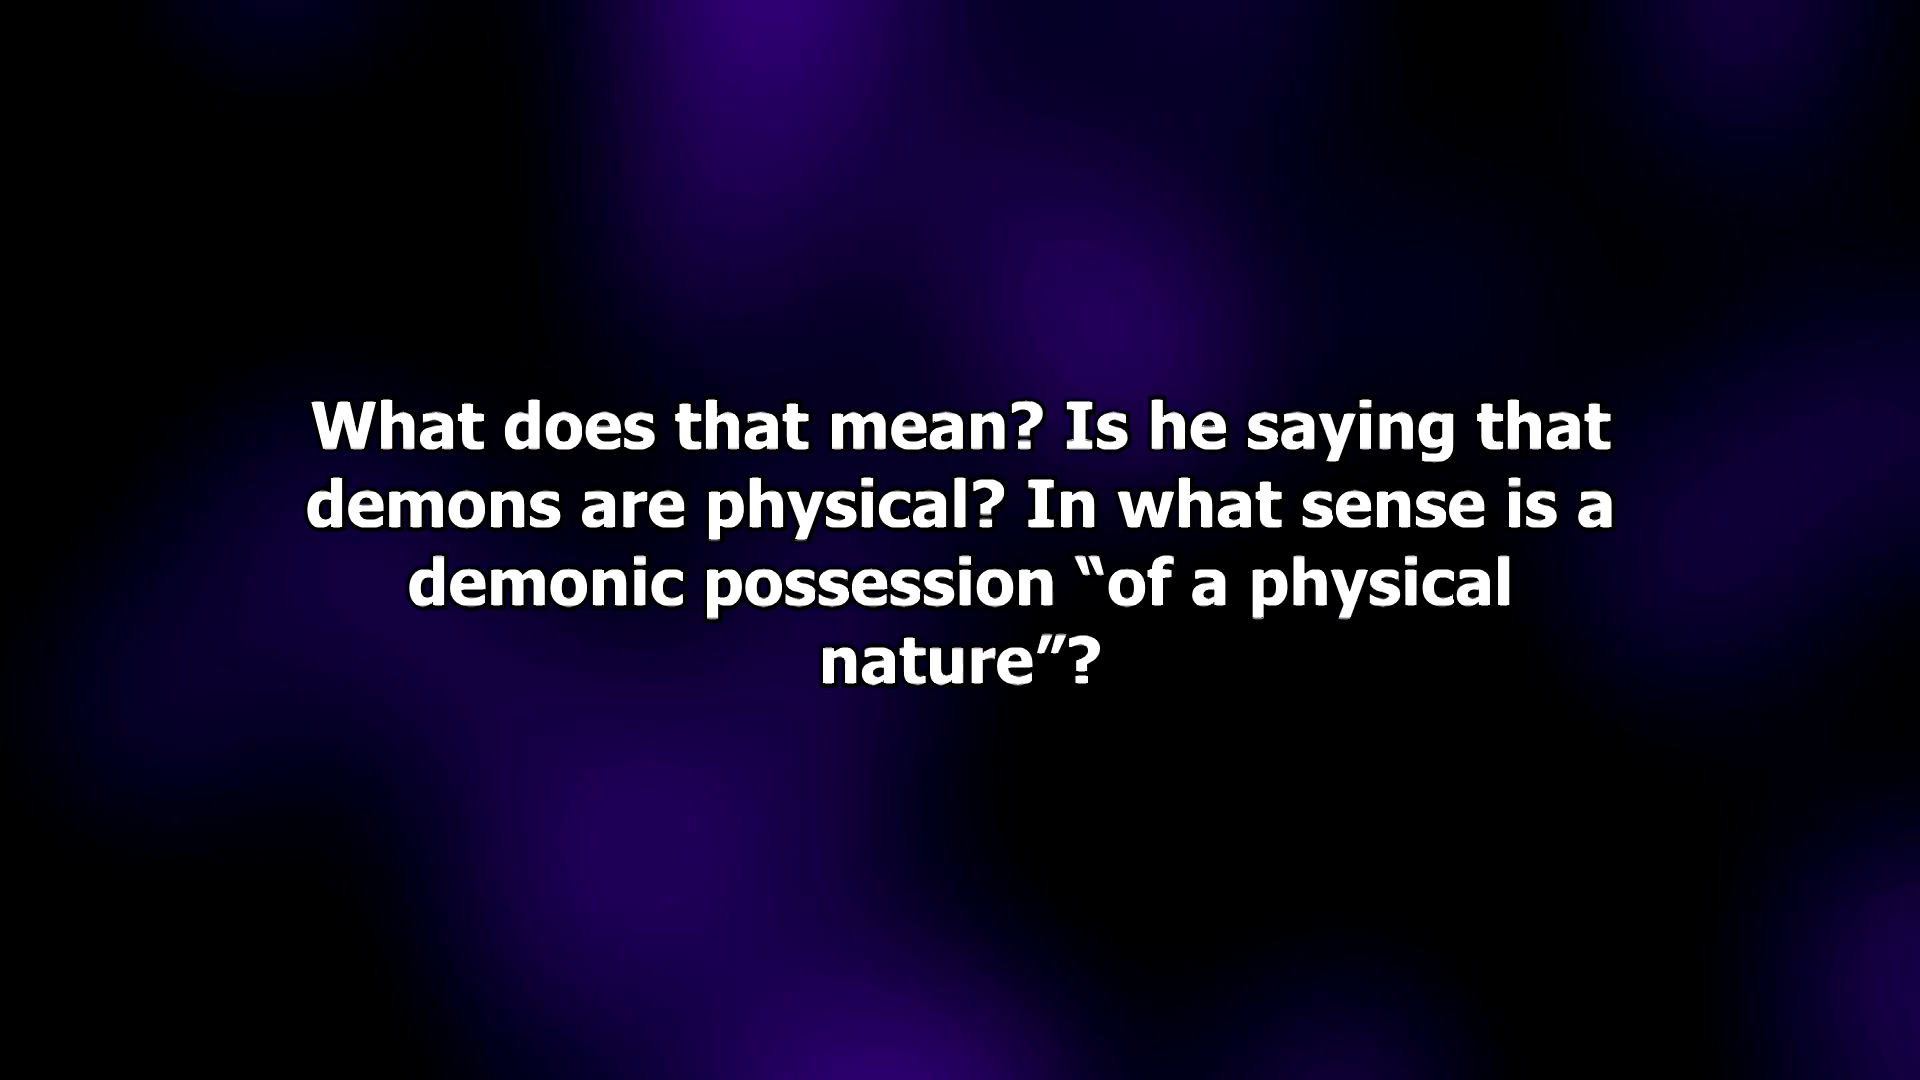 What does that mean? Is he saying that
demons are physical? In what sense is a
demonic possession “of a physical
nature”?